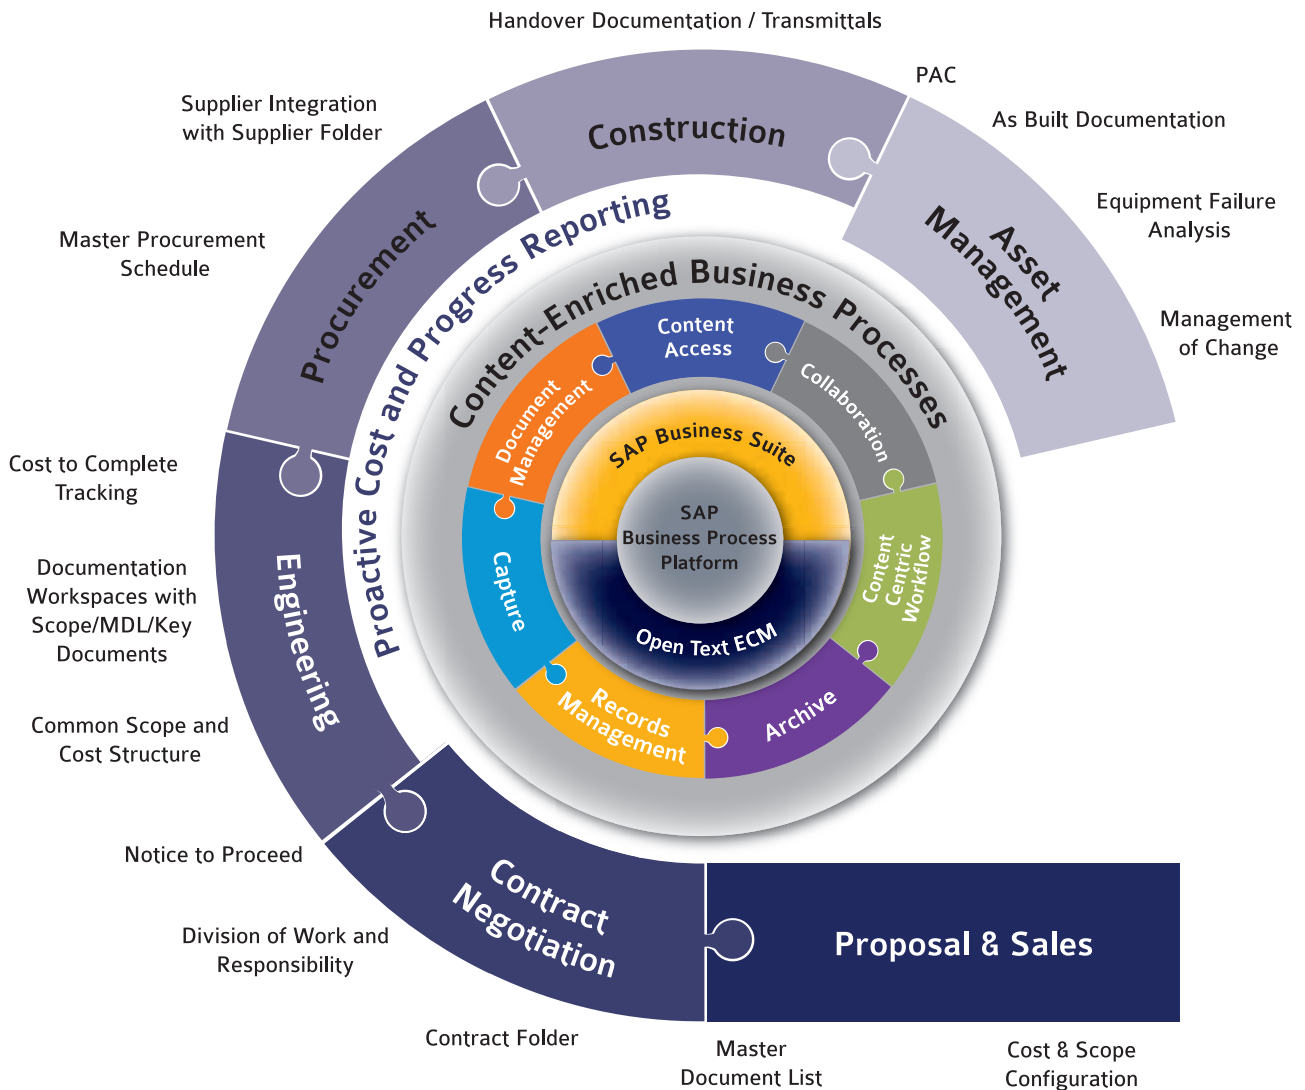 Handover Documentation / Transmittals
PAC
Supplier Integration
with Supplier Folder
As Built Documentation
Construction
Equipment Failure
Analysis
Master Procurement
Schedule
Procurement
Asset
Management
Management
of Change
Proactive Cost and Progress Reporting
Content-Enriched Business Processes
Content
Access
Collaboration
Document
Management
SAP Business Suite
Cost to Complete
Tracking
SAP
Business Process
Platform
Content
Centric
Workflow
Capture
Open Text ECM
Engineering
Documentation
Workspaces with
Scope/MDL/Key
Documents
Records
Management
Archive
Common Scope and
Cost Structure
Notice to Proceed
Contract
Negotiation
Proposal & Sales
Division of Work and
Responsibility
Contract Folder
Master
Document List
Cost & Scope
Configuration